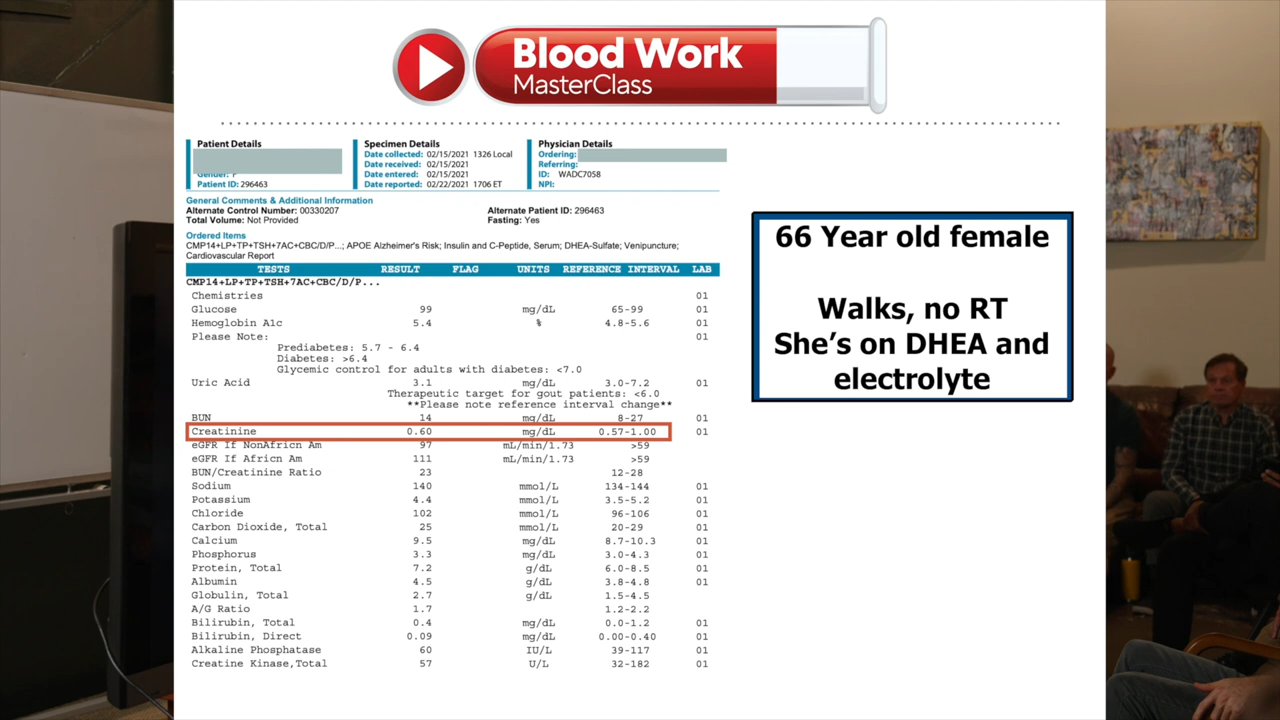 Blood Work
MasterClass
Patient Details
Gender: F
Patient ID: 296463
Specimen Details
Date collected: 02/15/2021 1326 Local
Date received: 02/15/2021
Date entered: 02/15/2021
Date reported: 02/22/2021 1706 ET
Physician Details
Ordering:
Referring:
ID: WADC7058
NPI:
General Comments & Additional Information
Alternate Control Number: 00330207 Alternate Patient ID: 296463
Total Volume: Not Provided Fasting: Yes
Ordered Items
CMP14+LP+TP+TSH+7AC+CBC/D/P...; APOE Alzheimer's Risk; Insulin and C-Peptide, Serum; DHEA-Sulfate; Venipuncture;
Cardiovascular Report
TESTS RESULT FLAG UNITS REFERENCE INTERVAL LAB
CMP14+LP+TP+TSH+7AC+CBC/D/P...
Chemistries 01
Glucose 99 mg/dL 65-99 01
Hemoglobin A1c 5.4 % 4.8-5.6 01
Please Note: 01
Prediabetes: 5.7 - 6.4
Diabetes: >6.4
Glycemic control for adults with diabetes: <7.0
Uric Acid 3.1 mg/dL 3.0-7.2 01
Therapeutic target for gout patients: <6.0
**Please note reference interval change**
BUN 14 mg/dL 8-27 01
Creatinine 0.60 mg/dL 0.57-1.00 01
eGFR If NonAfricn Am 97 mL/min/1.73 >59
eGFR If Africn Am 111 mL/min/1.73 >59
BUN/Creatinine Ratio 23 12-28
Sodium 140 mmol/L 134-144 01
Potassium 4.4 mmol/L 3.5-5.2 01
Chloride 102 mmol/L 96-106 01
Carbon Dioxide, Total 25 mmol/L 20-29 01
Calcium 9.5 mg/dL 8.7-10.3 01
Phosphorus 3.3 mg/dL 3.0-4.3 01
Protein, Total 7.2 g/dL 6.0-8.5 01
Albumin 4.5 g/dL 3.8-4.8 01
Globulin, Total 2.7 g/dL 1.5-4.5
A/G Ratio 1.7 1.2-2.2
Bilirubin, Total 0.4 mg/dL 0.0-1.2 01
Bilirubin, Direct 0.09 mg/dL 0.00-0.40 01
Alkaline Phosphatase 60 IU/L 39-117 01
Creatine Kinase,Total 57 U/L 32-182 01
66 Year old female
Walks, no RT
She's on DHEA and
electrolyte